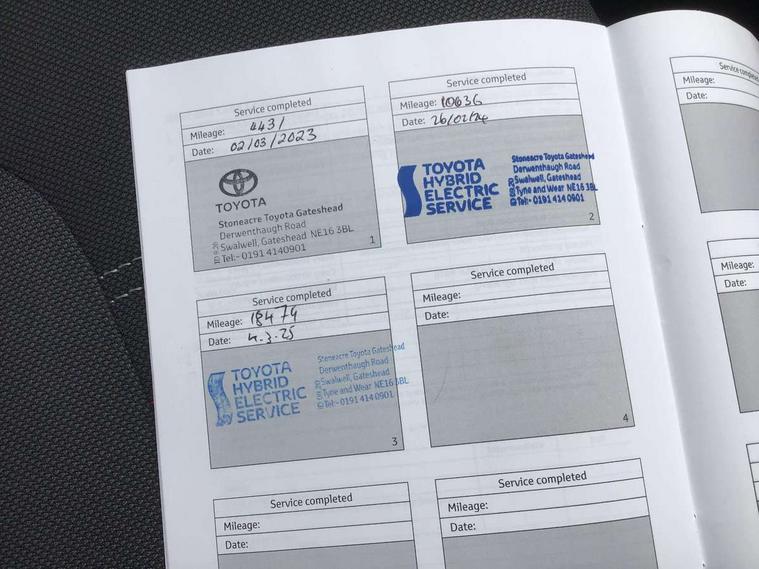 Service completed
Mileage: 4431
Date: 02/03/2023
TOYOTA
Stoneacre Toyota Gateshead
Derwenthaugh Road
Swalwell, Gateshead NE16 3BL
Tel:- 0191 4140901
1
Service completed
Mileage: 10636
Date: 26/02/24
TOYOTA
HYBRID
ELECTRIC
SERVICE
Stoneacre Toyota Gateshead
Derwenthaugh Road
Swalwell, Gateshead
Tyne and Wear NE16 3BL
Tel:- 0191 414 0901
2
Service completed
Mileage: 18474
Date: 4.3.25
TOYOTA
HYBRID
ELECTRIC
SERVICE
Stoneacre Toyota Gateshead
Derwenthaugh Road
Swalwell, Gateshead
Tyne and Wear NE16 3BL
Tel:- 0191 414 0901
3
Service completed
Mileage:
Date:
4
Service completed
Mileage:
Date:
Service completed
Mileage:
Date:
Service completed
Mileage:
Date:
Mileage:
Date: